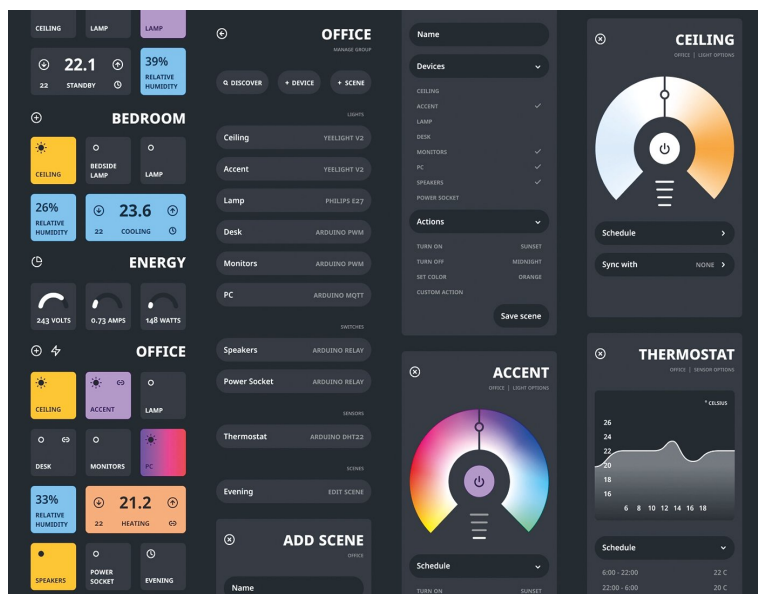 CEILING
LAMP
LAMP
22.1
22
STANDBY
39%
RELATIVE
HUMIDITY
BEDROOM
CEILING
BEDSIDE
LAMP
LAMP
26%
RELATIVE
HUMIDITY
23.6
22
COOLING
ENERGY
243 VOLTS
0.73 AMPS
148 WATTS
OFFICE
CEILING
ACCENT
LAMP
DESK
MONITORS
PC
33%
RELATIVE
HUMIDITY
21.2
22
HEATING
SPEAKERS
POWER
SOCKET
EVENING
OFFICE
MANAGE GROUP
DISCOVER
+ DEVICE
+ SCENE
LIGHTS
Ceiling YEELIGHT V2
Accent YEELIGHT V2
Lamp PHILIPS E27
Desk ARDUINO PWM
Monitors ARDUINO PWM
PC ARDUINO MQTT
SWITCHES
Speakers ARDUINO RELAY
Power Socket ARDUINO RELAY
SENSORS
Thermostat ARDUINO DHT22
SCENES
Evening EDIT SCENE
ADD SCENE
OFFICE
Name
Name
Devices
CEILING
ACCENT
LAMP
DESK
MONITORS
PC
SPEAKERS
POWER SOCKET
Actions
TURN ON SUNSET
TURN OFF MIDNIGHT
SET COLOR ORANGE
CUSTOM ACTION
Save scene
ACCENT
OFFICE | LIGHT OPTIONS
Schedule
TURN ON SUNSET
CEILING
OFFICE | LIGHT OPTIONS
Schedule
Sync with NONE
THERMOSTAT
OFFICE | SENSOR OPTIONS
° CELSIUS
26
24
22
20
18
16
6 8 10 12 14 16 18
Schedule
6:00 - 22:00 22 C
22:00 - 6:00 20 C